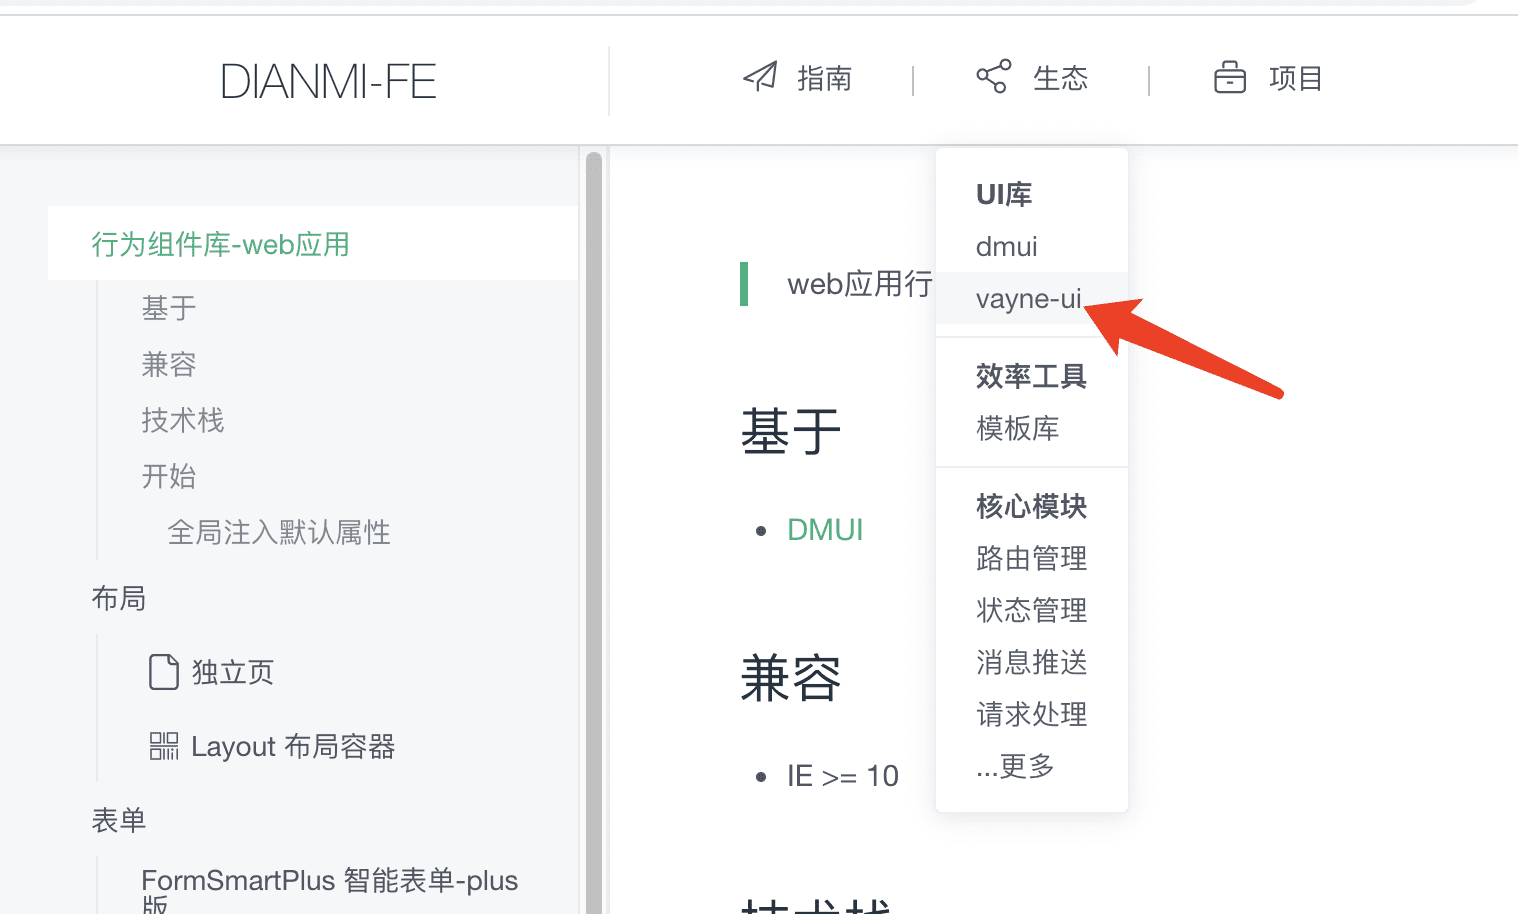 DIANMI-FE
指南
生态
项目
行为组件库-web应用
基于
兼容
技术栈
开始
全局注入默认属性
布局
独立页
Layout 布局容器
表单
FormSmartPlus 智能表单-plus
版
UI库
dmui
vayne-ui
效率工具
模板库
核心模块
路由管理
状态管理
消息推送
请求处理
...更多
web应用行
基于
DMUI
兼容
IE >= 10
技术栈